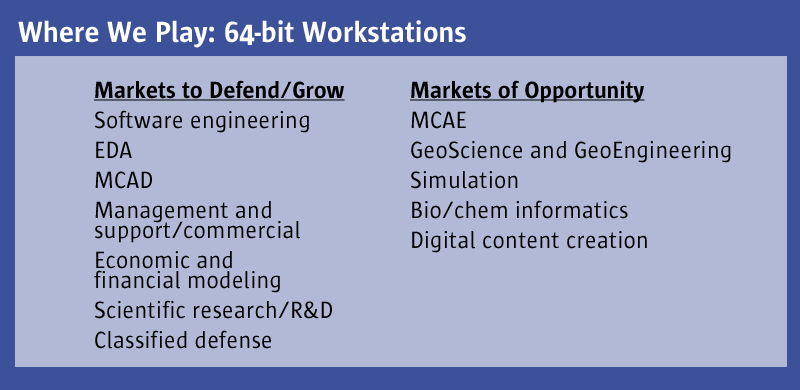 Where We Play: 64-bit Workstations
Markets to Defend/Grow
Software engineering
EDA
MCAD
Management and
support/commercial
Economic and
financial modeling
Scientific research/R&D
Classified defense
Markets of Opportunity
MCAE
GeoScience and GeoEngineering
Simulation
Bio/chem informatics
Digital content creation